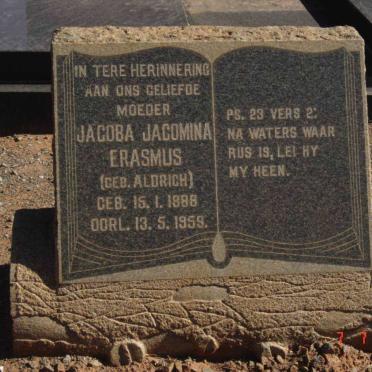 IN TERE HERINNERING
AAN ONS GELIEFDE
MOEDER
JACOBA JACOMINA
ERASMUS
(GEB. ALDRICH)
GEB. 15. 1. 1886
OORL. 13. 5. 1959.
PS. 23 VERS 2:
NA WATERS WAAR
RUS IS, LEI HY
MY HEEN.